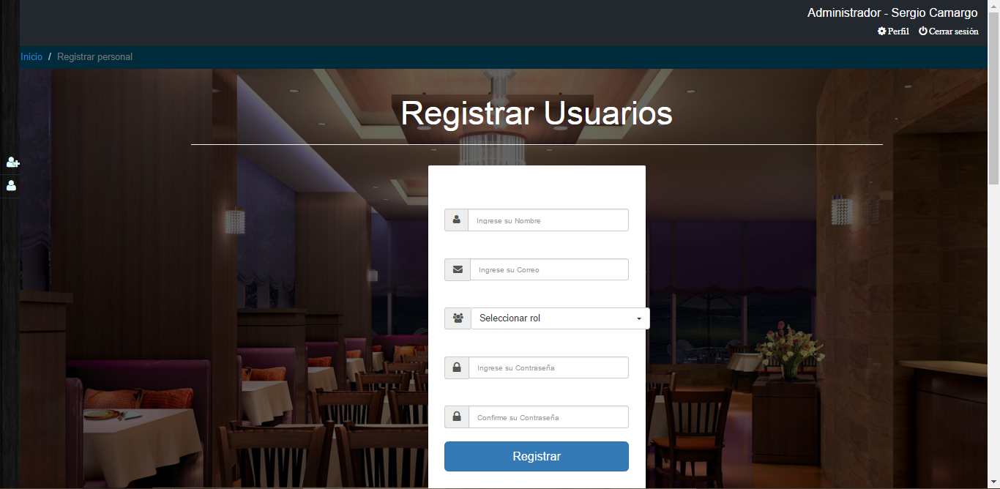 Administrador - Sergio Camargo
Perfil Cerrar sesión
Inicio / Registrar personal
Registrar Usuarios
Ingrese su Nombre
Ingrese su Correo
Seleccionar rol
Ingrese su Contraseña
Confirme su Contraseña
Registrar